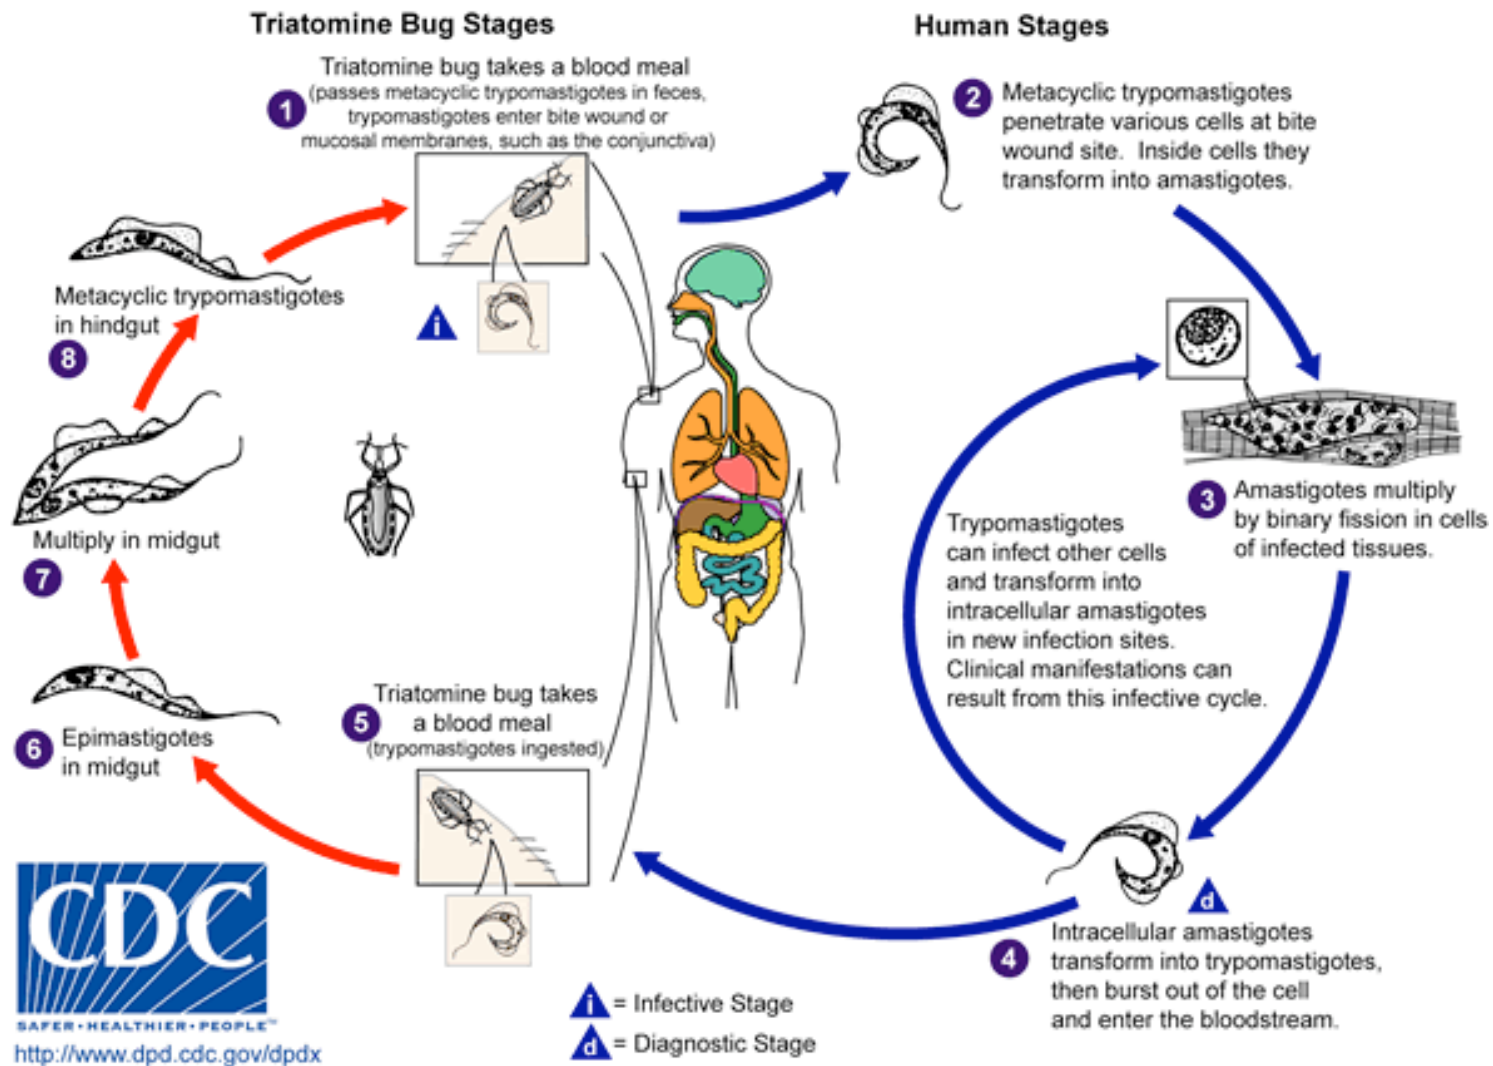 Triatomine Bug Stages
Human Stages
1
Triatomine bug takes a blood meal
(passes metacyclic trypomastigotes in feces,
trypomastigotes enter bite wound or
mucosal membranes, such as the conjunctiva)
i
2
Metacyclic trypomastigotes
penetrate various cells at bite
wound site. Inside cells they
transform into amastigotes.
3
Amastigotes multiply
by binary fission in cells
of infected tissues.
Trypomastigotes
can infect other cells
and transform into
intracellular amastigotes
in new infection sites.
Clinical manifestations can
result from this infective cycle.
d
4
Intracellular amastigotes
transform into trypomastigotes,
then burst out of the cell
and enter the bloodstream.
5
Triatomine bug takes
a blood meal
(trypomastigotes ingested)
6
Epimastigotes
in midgut
Multiply in midgut
7
Metacyclic trypomastigotes
in hindgut
8
i = Infective Stage
d = Diagnostic Stage
CDC
SAFER•HEALTHIER•PEOPLE™
http://www.dpd.cdc.gov/dpdx